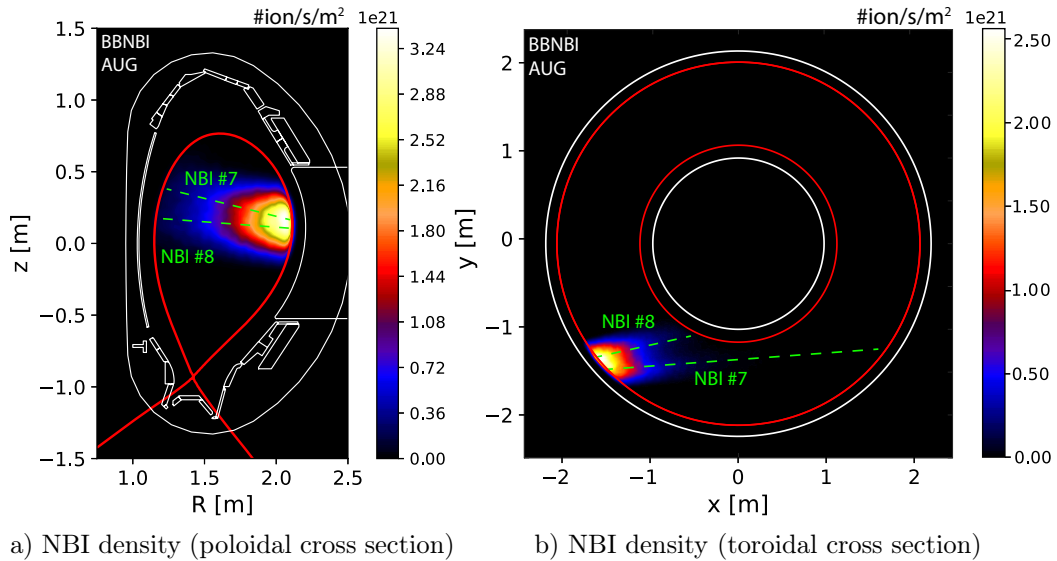 #ion/s/m² 1e21
BBNBI
AUG
NBI #7
NBI #8
1.5
1.0
0.5
0.0
−0.5
−1.0
−1.5
z [m]
1.0 1.5 2.0 2.5
R [m]
3.24
2.88
2.52
2.16
1.80
1.44
1.08
0.72
0.36
0.00
a) NBI density (poloidal cross section)
#ion/s/m² 1e21
BBNBI
AUG
NBI #8
NBI #7
2
1
0
−1
−2
y [m]
−2 −1 0 1 2
x [m]
2.50
2.00
1.50
1.00
0.50
0.00
b) NBI density (toroidal cross section)